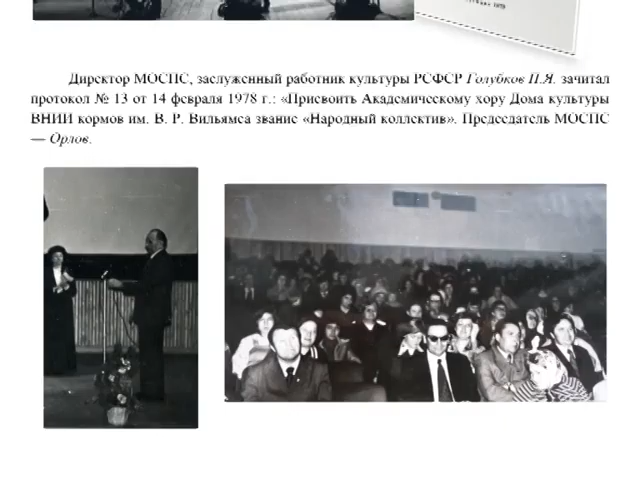 1978
Директор МОСПС, заслуженный работник культуры РСФСР Голубков П.Я. зачитал
протокол № 13 от 14 февраля 1978 г.: «Присвоить Академическому хору Дома культуры
ВНИИ кормов им. В. Р. Вильямса звание «Народный коллектив». Председатель МОСПС
— Орлов.